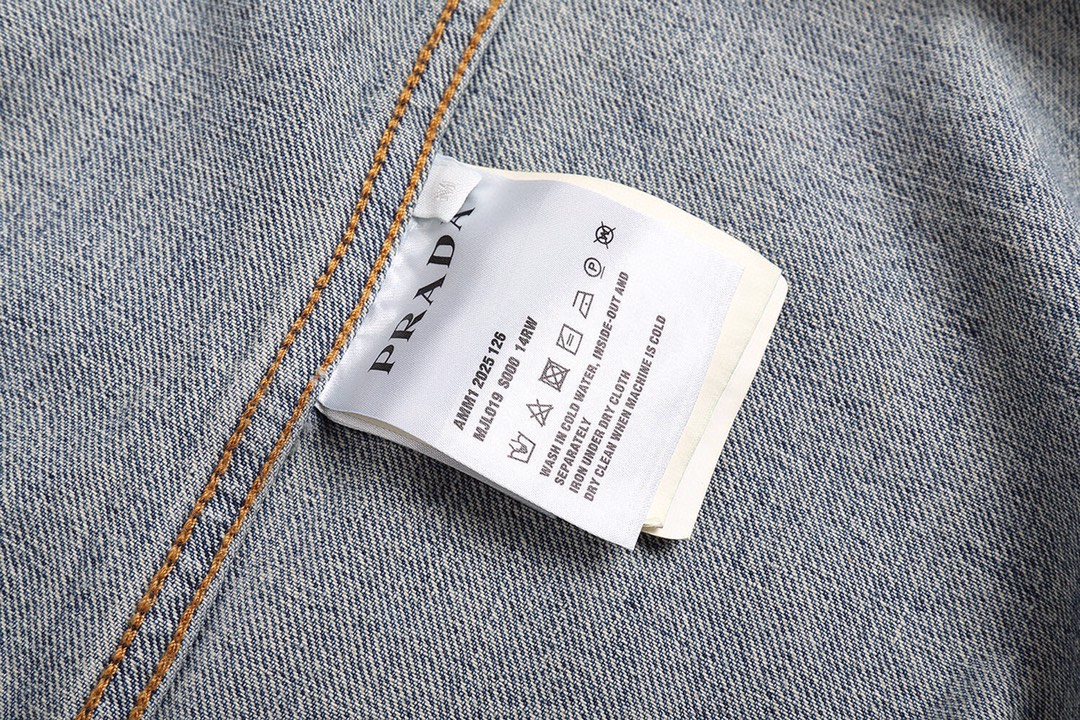 M
PRADA
AMM1 2025 126
MJL019 S000 14RW
P
WASH IN COLD WATER, INSIDE-OUT AND
SEPARATELY
IRON UNDER DRY CLOTH
DRY CLEAN WHEN MACHINE IS COLD